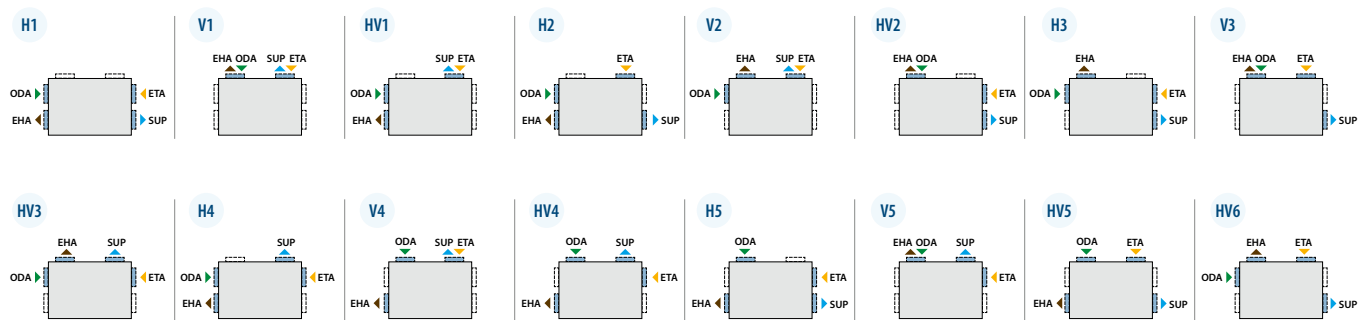 H1 V1 HV1 H2 V2 HV2 H3 V3
EHA ODA SUP ETA SUP ETA ETA EHA SUP ETA EHA ODA EHA EHA ODA ETA
ODA ETA ODA ODA ODA ETA ODA ETA
EHA SUP EHA EHA SUP SUP SUP SUP
HV3 H4 V4 HV4 H5 V5 HV5 HV6
EHA SUP SUP ODA SUP ETA ODA SUP ODA EHA ODA SUP ODA ETA EHA ETA
ODA ETA ODA ETA ETA ETA ETA ODA
EHA EHA EHA EHA SUP EHA SUP SUP